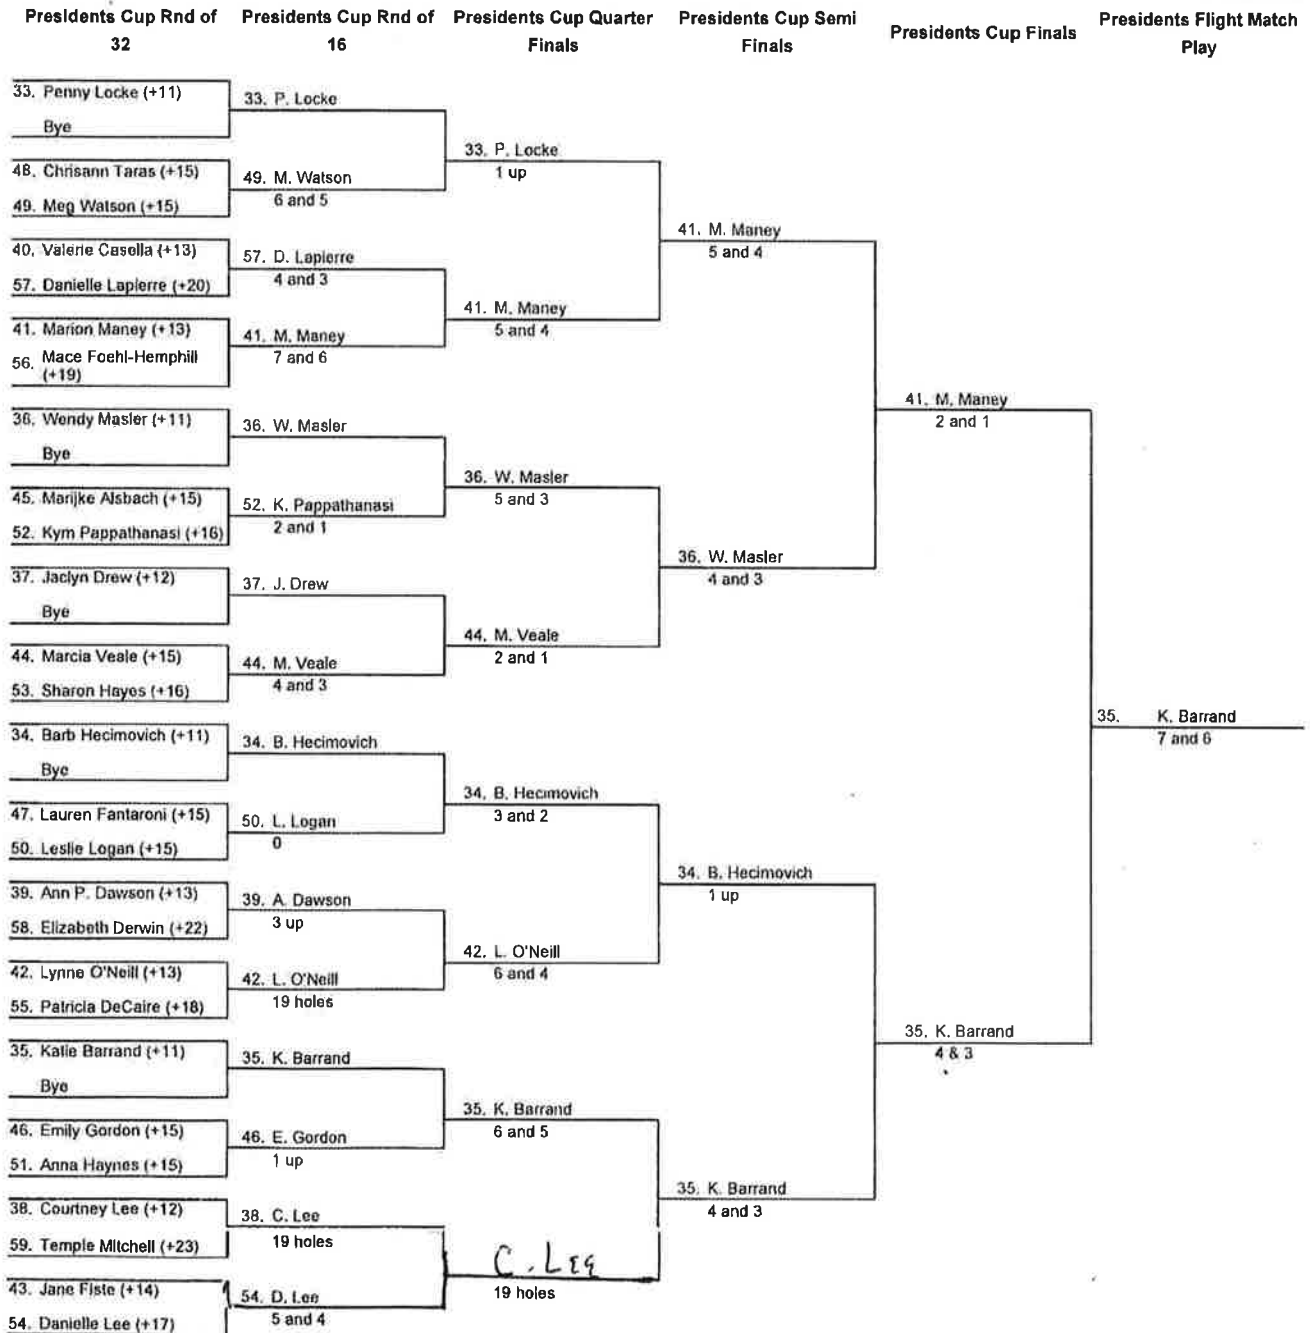 Presidents Cup Rnd of
32
Presidents Cup Rnd of
16
Presidents Cup Quarter
Finals
Presidents Cup Semi
Finals
Presidents Cup Finals
Presidents Flight Match
Play
33. Penny Locke (+11)
Bye
48. Chrisann Taras (+15)
49. Meg Watson (+15)
40. Valerie Casella (+13)
57. Danielle Lapierre (+20)
41. Marion Maney (+13)
56. Mace Foehl-Hemphill
(+19)
36. Wendy Masler (+11)
Bye
45. Marijke Alsbach (+15)
52. Kym Pappathanasi (+16)
37. Jaclyn Drew (+12)
Bye
44. Marcia Veale (+15)
53. Sharon Hayes (+16)
34. Barb Hecimovich (+11)
Bye
47. Lauren Fantaroni (+15)
50. Leslie Logan (+15)
39. Ann P. Dawson (+13)
58. Elizabeth Derwin (+22)
42. Lynne O'Neill (+13)
55. Patricia DeCaire (+18)
35. Katie Barrand (+11)
Bye
46. Emily Gordon (+15)
51. Anna Haynes (+15)
38. Courtney Lee (+12)
59. Temple Mitchell (+23)
43. Jane Fiste (+14)
54. Danielle Lee (+17)
33. P. Locke
49. M. Watson
6 and 5
57. D. Lapierre
4 and 3
41. M. Maney
7 and 6
36. W. Masler
52. K. Pappathanasi
2 and 1
37. J. Drew
44. M. Veale
4 and 3
34. B. Hecimovich
50. L. Logan
0
39. A. Dawson
3 up
42. L. O'Neill
19 holes
35. K. Barrand
46. E. Gordon
1 up
38. C. Lee
19 holes
54. D. Lee
5 and 4
33. P. Locke
1 up
41. M. Maney
5 and 4
36. W. Masler
5 and 3
44. M. Veale
2 and 1
34. B. Hecimovich
3 and 2
42. L. O'Neill
6 and 4
35. K. Barrand
6 and 5
C. Lee
19 holes
41. M. Maney
5 and 4
36. W. Masler
4 and 3
34. B. Hecimovich
1 up
35. K. Barrand
4 and 3
41. M. Maney
2 and 1
35. K. Barrand
4 & 3
35. K. Barrand
7 and 6